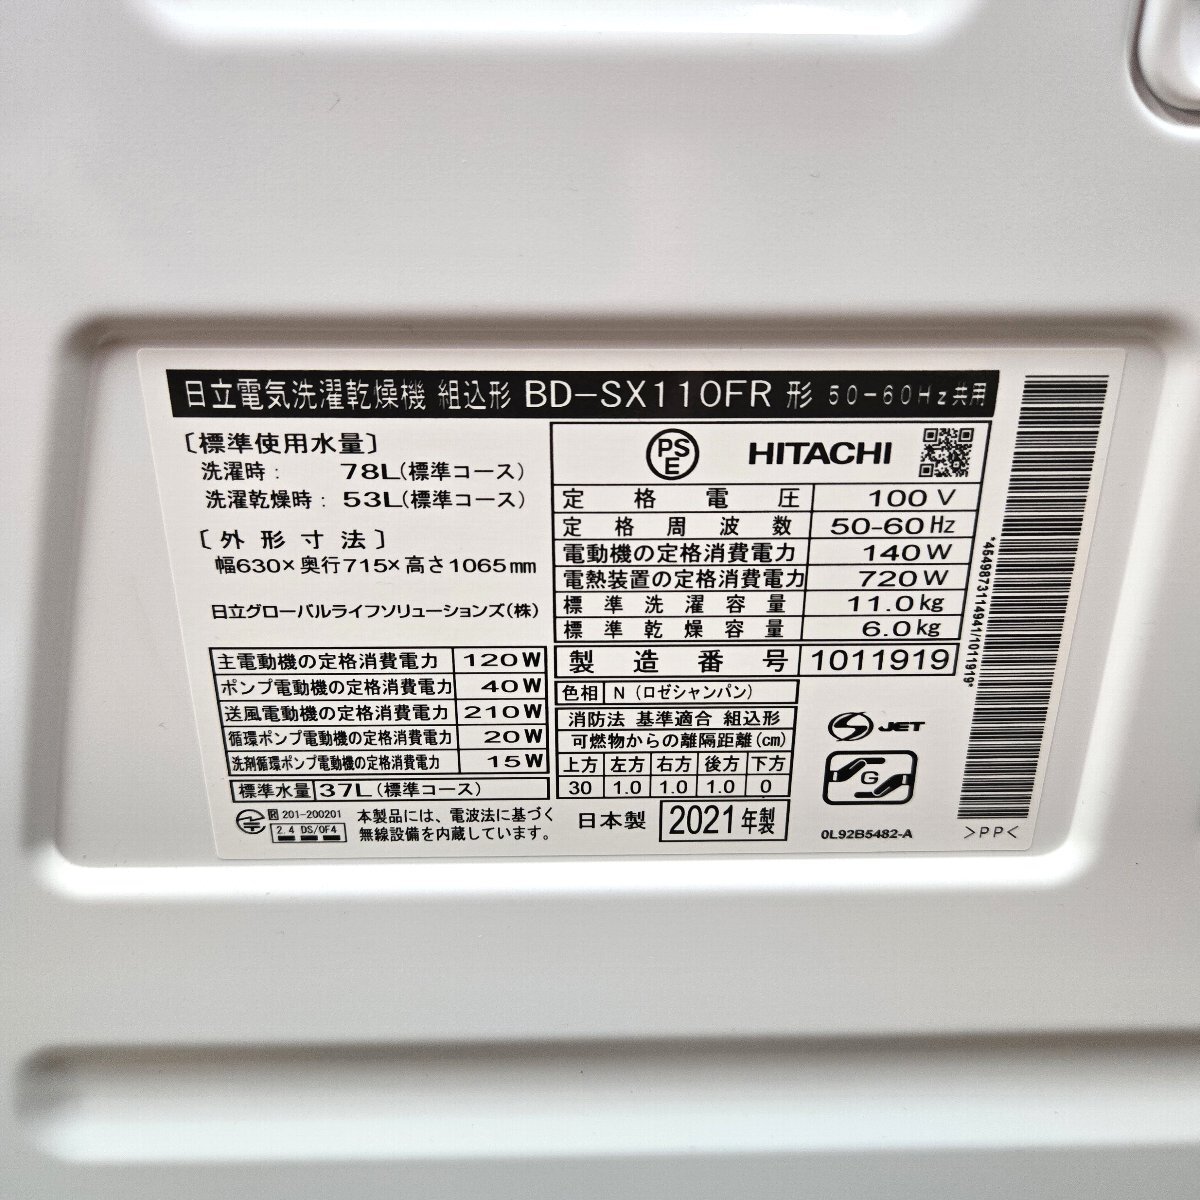 日立電気洗濯乾燥機 組込形 BD-SX110FR 形 50-60Hz共用
〔標準使用水量〕
洗濯時: 78L(標準コース)
洗濯乾燥時: 53L(標準コース)
〔外形寸法〕
幅630×奥行715×高さ1065mm
日立グローバルライフソリューションズ(株)
主電動機の定格消費電力 120W
ポンプ電動機の定格消費電力 40W
送風電動機の定格消費電力 210W
循環ポンプ電動機の定格消費電力 20W
洗剤循環ポンプ電動機の定格消費電力 15W
標準水量 37L(標準コース)
R 201-200201
2.4 DS/OF4
本製品には、電波法に基づく
無線設備を内蔵しています。
PSE HITACHI
定格電圧 100V
定格周波数 50-60Hz
電動機の定格消費電力 140W
電熱装置の定格消費電力 720W
標準洗濯容量 11.0kg
標準乾燥容量 6.0kg
製造番号 1011919
色相 N(ロゼシャンパン)
消防法 基準適合 組込形
可燃物からの離隔距離(cm)
上方 左方 右方 後方 下方
30 1.0 1.0 1.0 0
日本製 2021年製
S JET
G
0L92B5482-A
*4549873114941/1011919*
>PP<